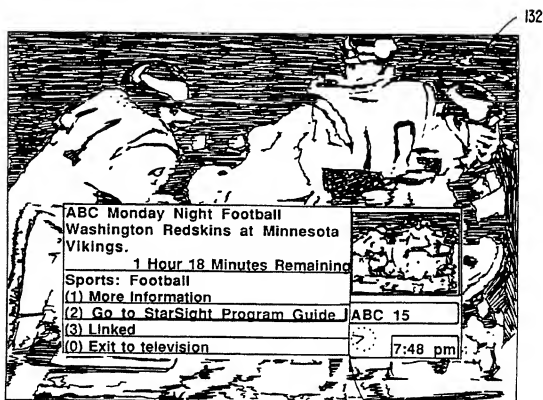 132
ABC Monday Night Football
Washington Redskins at Minnesota
Vikings.
1 Hour 18 Minutes Remaining
Sports: Football
(1) More Information
(2) Go to StarSight Program Guide
ABC 15
(3) Linked
(0) Exit to television
7:48 pm